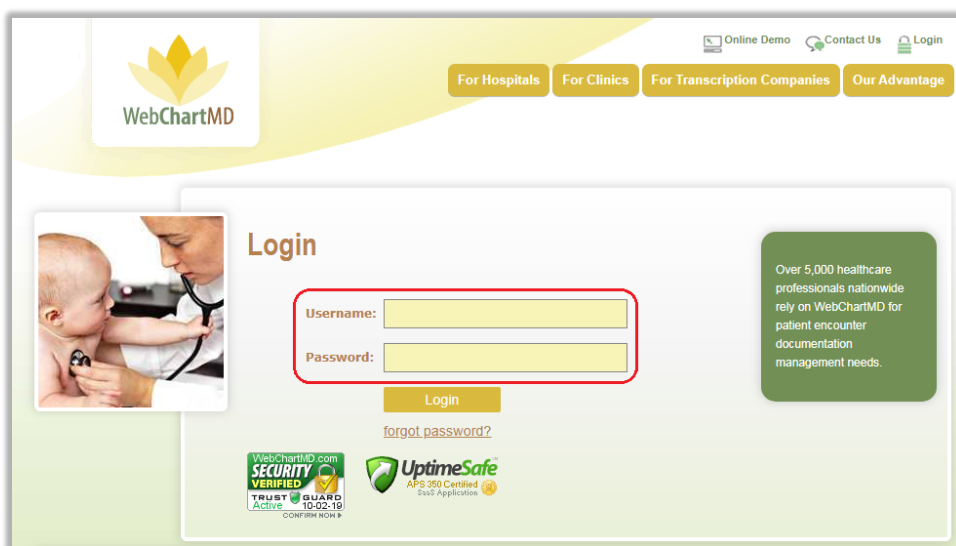 Online Demo
Contact Us
Login
For Hospitals
For Clinics
For Transcription Companies
Our Advantage
WebChartMD
Login
Username:
Password:
Login
forgot password?
Over 5,000 healthcare
professionals nationwide
rely on WebChartMD for
patient encounter
documentation
management needs.
WebChartMD.com
SECURITY
VERIFIED
TRUST GUARD
Active 10-02-19
CONFIRM NOW
UptimeSafe
APS 350 Certified
SaaS Application